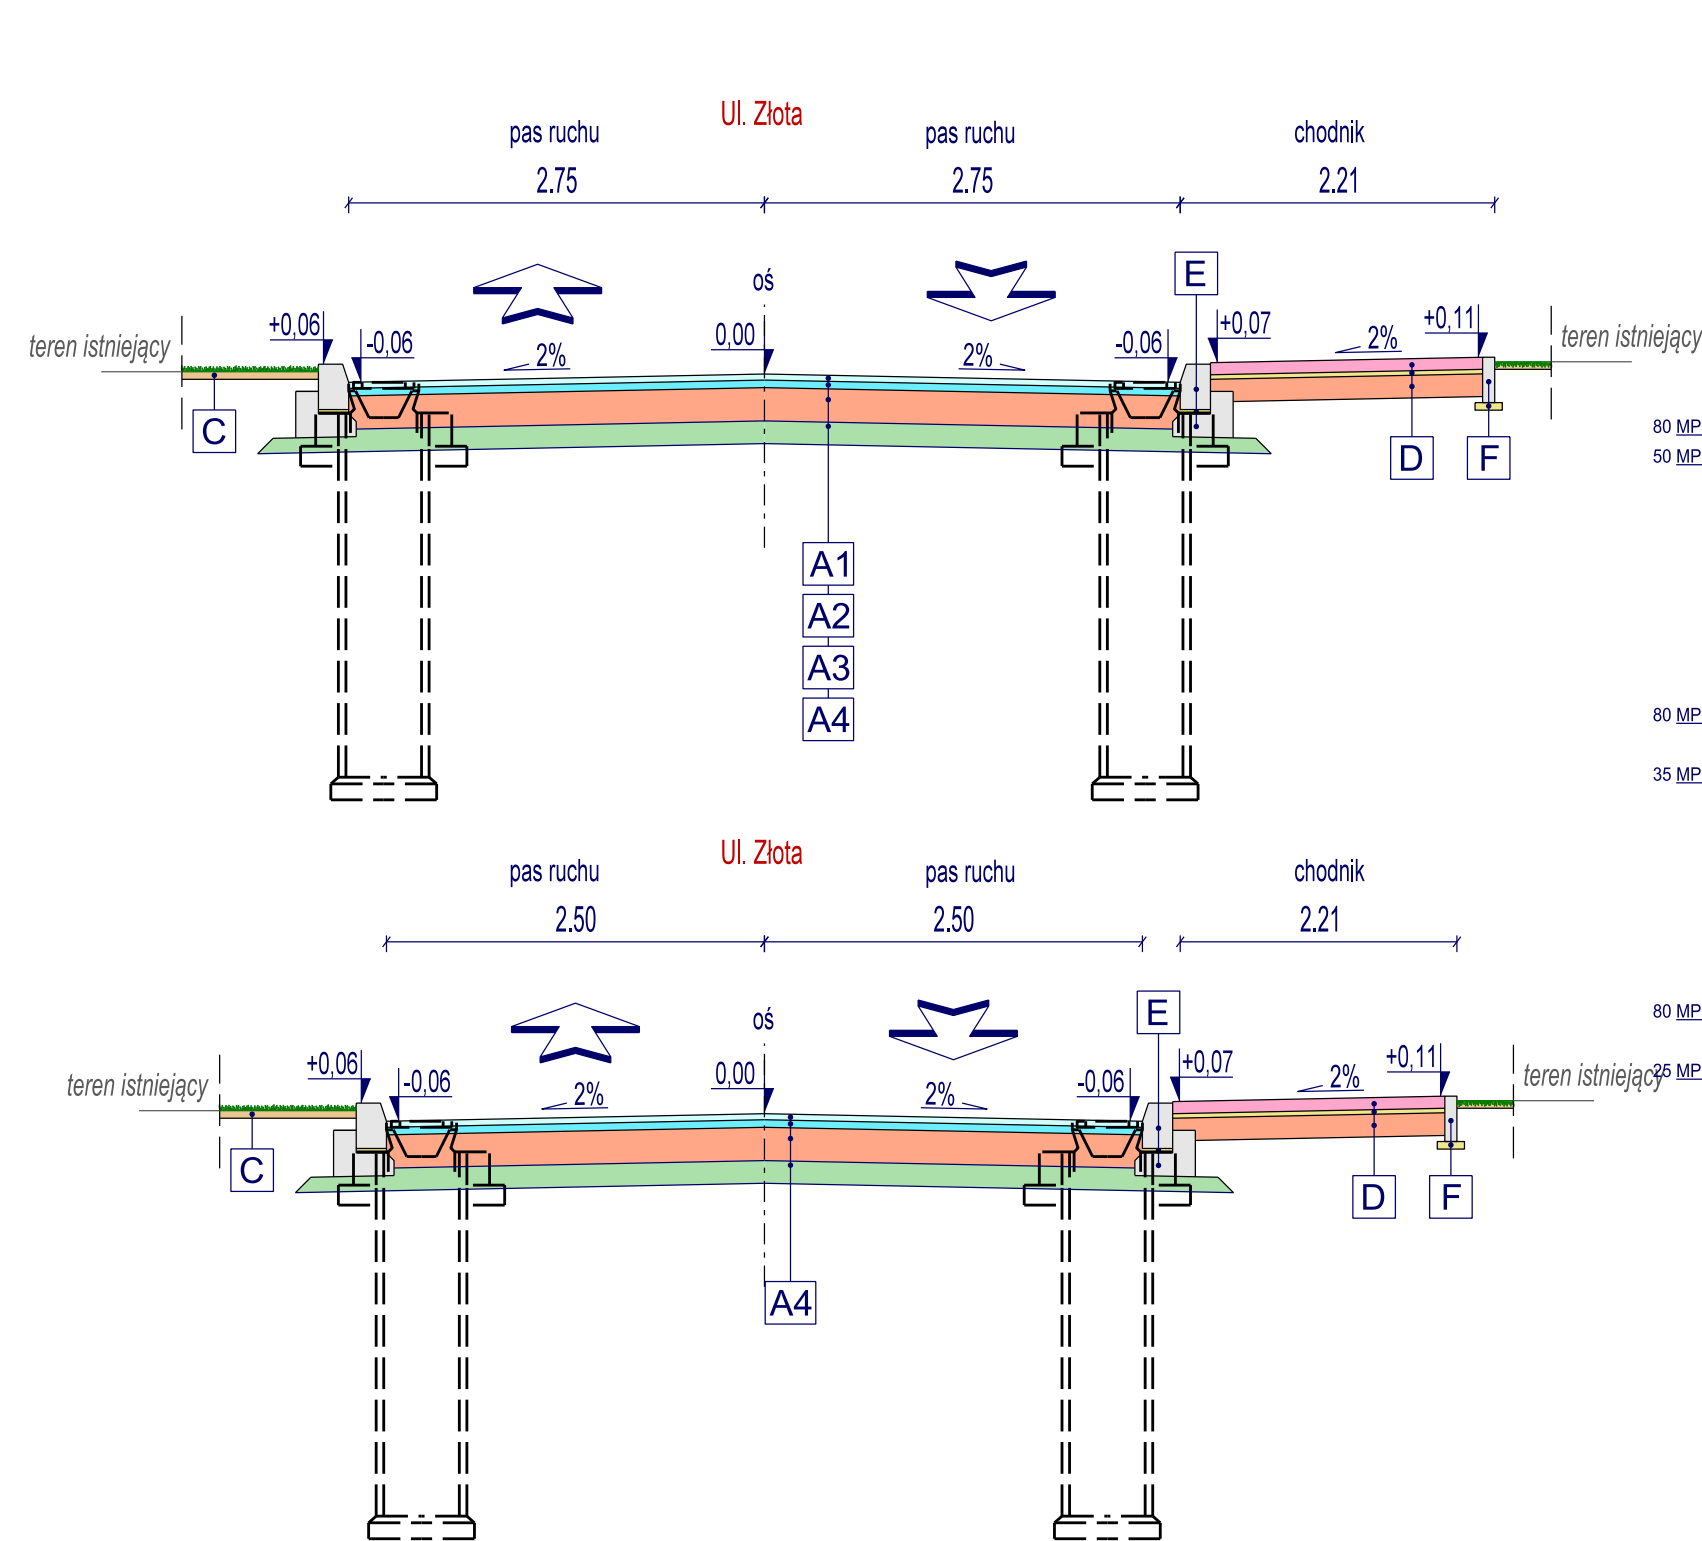 Ul. Złota
pas ruchu pas ruchu chodnik
2.75 2.75 2.21
E
oś
+0,06 -0,06 0,00 -0,06 +0,07 +0,11
teren istniejący 2% 2% 2% teren istniejący
C D F
80 MP
50 MP
A1
A2
A3
A4
80 MP
35 MP
Ul. Złota
pas ruchu pas ruchu chodnik
2.50 2.50 2.21
E
oś
80 MP
+0,06 -0,06 0,00 -0,06 +0,07 +0,11
teren istniejący 2% 2% 2% teren istniejący
25 MP
C D F
A4